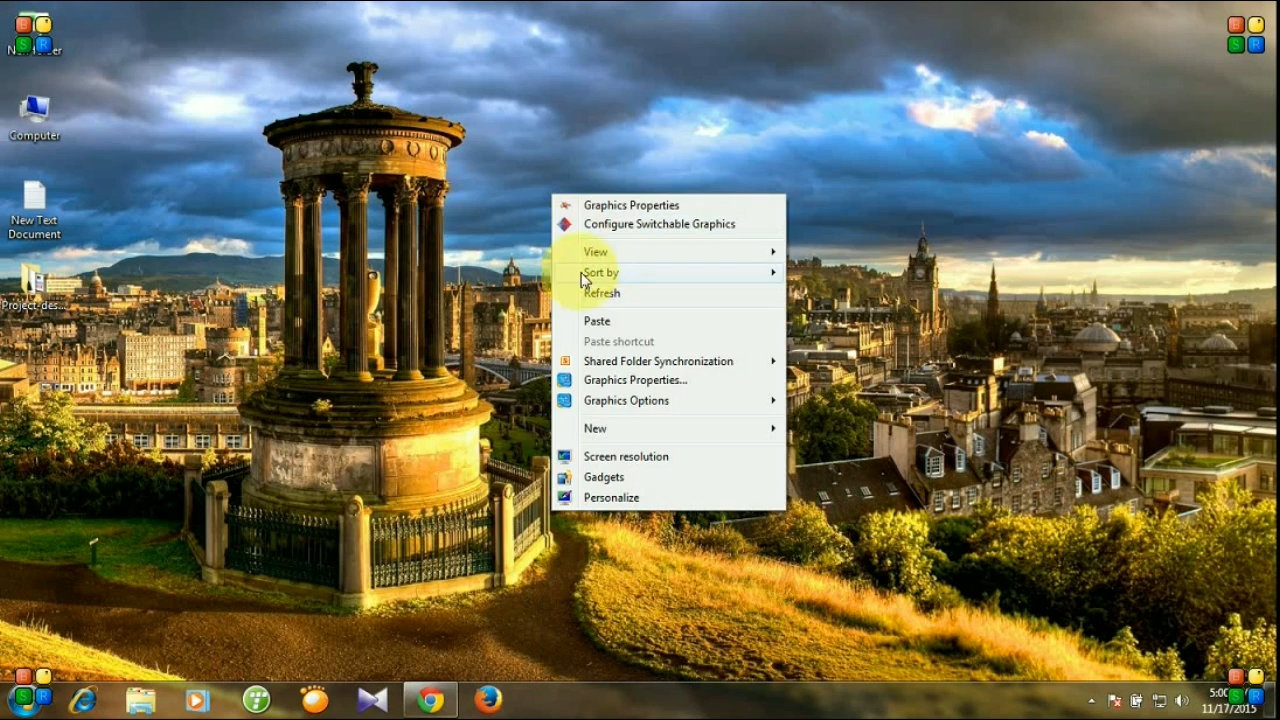 Computer
New Text
Document
Project-des...
Graphics Properties
Configure Switchable Graphics
View
Sort by
Refresh
Paste
Paste shortcut
Shared Folder Synchronization
Graphics Properties...
Graphics Options
New
Screen resolution
Gadgets
Personalize
B
S R
B
S R
B
S R
B
S R
5:00
11/17/2015